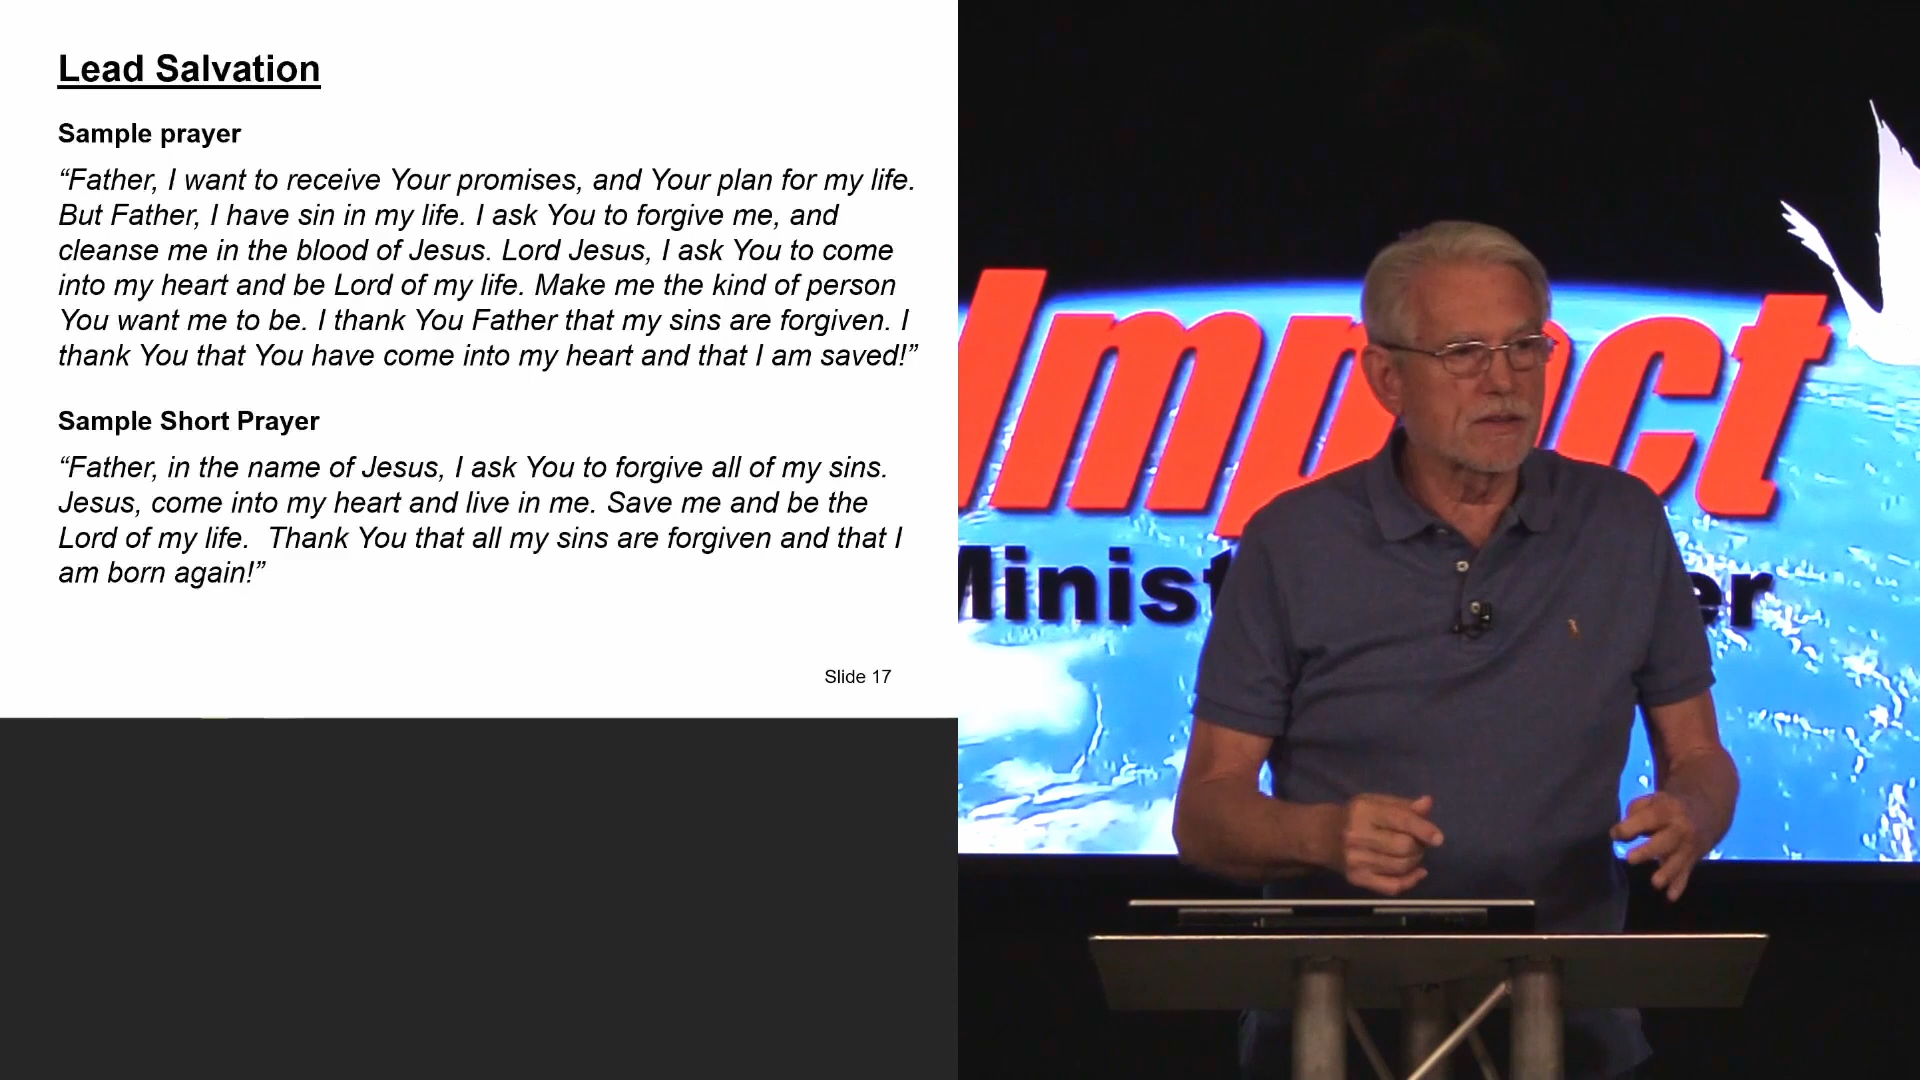 Lead Salvation
Sample prayer
“Father, I want to receive Your promises, and Your plan for my life.
But Father, I have sin in my life. I ask You to forgive me, and
cleanse me in the blood of Jesus. Lord Jesus, I ask You to come
into my heart and be Lord of my life. Make me the kind of person
You want me to be. I thank You Father that my sins are forgiven. I
thank You that You have come into my heart and that I am saved!”
Sample Short Prayer
“Father, in the name of Jesus, I ask You to forgive all of my sins.
Jesus, come into my heart and live in me. Save me and be the
Lord of my life.  Thank You that all my sins are forgiven and that I
am born again!”
Slide 17
Impact